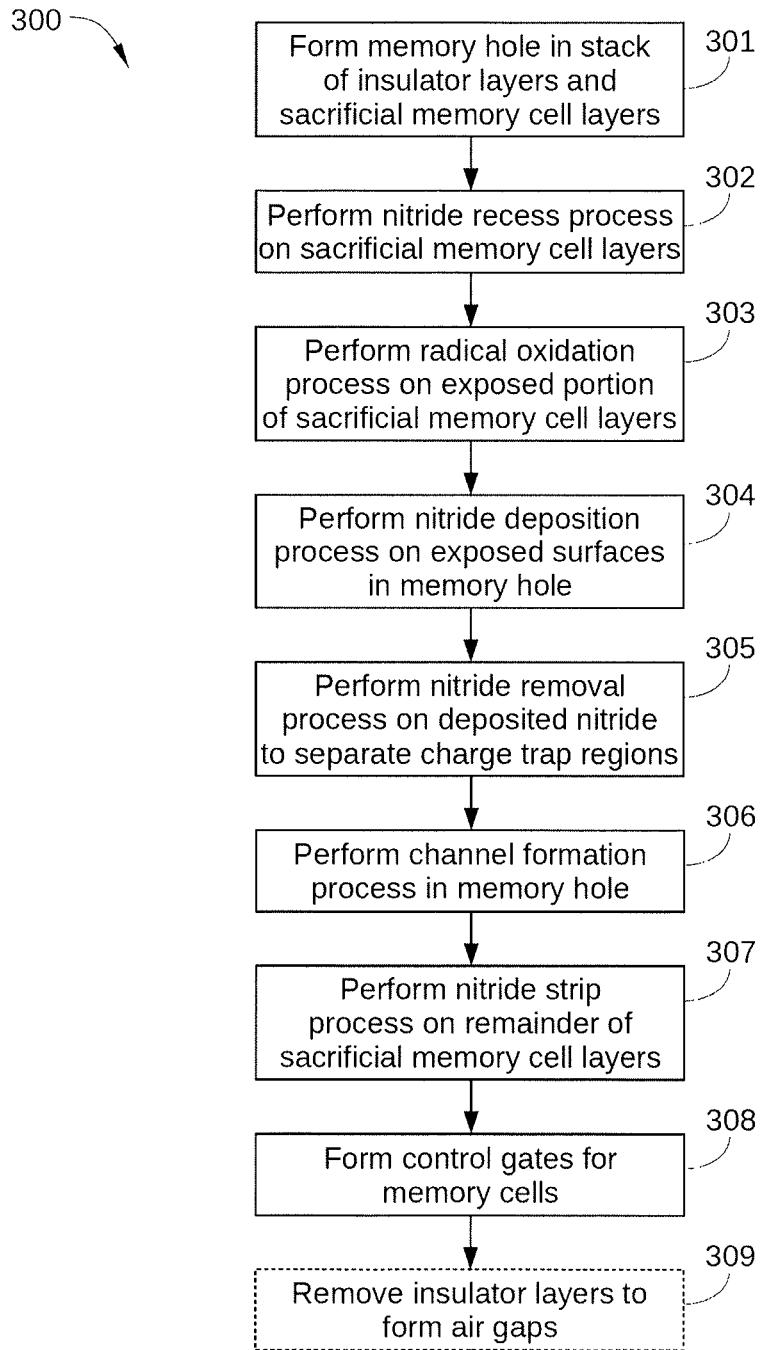 300
Form memory hole in stack
of insulator layers and
sacrificial memory cell layers
301
Perform nitride recess process
on sacrificial memory cell layers
302
Perform radical oxidation
process on exposed portion
of sacrificial memory cell layers
303
Perform nitride deposition
process on exposed surfaces
in memory hole
304
Perform nitride removal
process on deposited nitride
to separate charge trap regions
305
Perform channel formation
process in memory hole
306
Perform nitride strip
process on remainder of
sacrificial memory cell layers
307
Form control gates for
memory cells
308
Remove insulator layers to
form air gaps
309